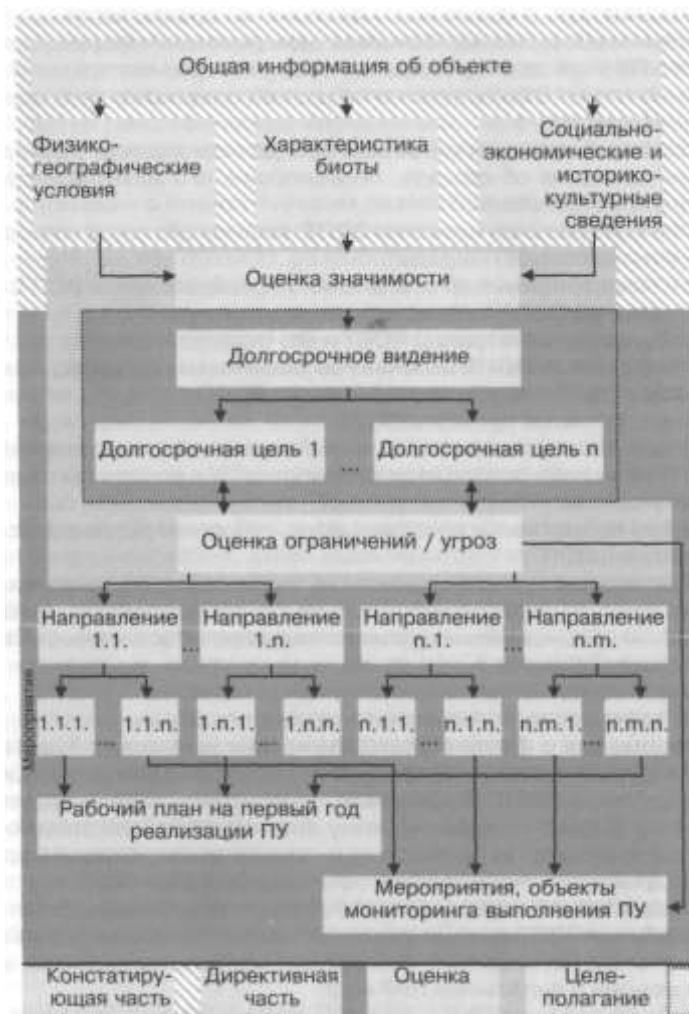 Общая информация об объекте
Физико-
географические
условия
Характеристика
биоты
Социально-
экономические и
историко-
культурные
сведения
Оценка значимости
Долгосрочное видение
Долгосрочная цель 1
...
Долгосрочная цель n
Оценка ограничений / угроз
Направление
1.1.
...
Направление
1.n.
Направление
n.1.
...
Направление
n.m.
Мероприятия
1.1.1.
...
1.1.n.
1.n.1.
...
1.n.n.
n.1.1.
...
n.1.n.
n.m.1.
...
n.m.n.
Рабочий план на первый год
реализации ПУ
Мероприятия, объекты
мониторинга выполнения ПУ
Констатиру-
ющая часть
Директивная
часть
Оценка
Целе-
полагание